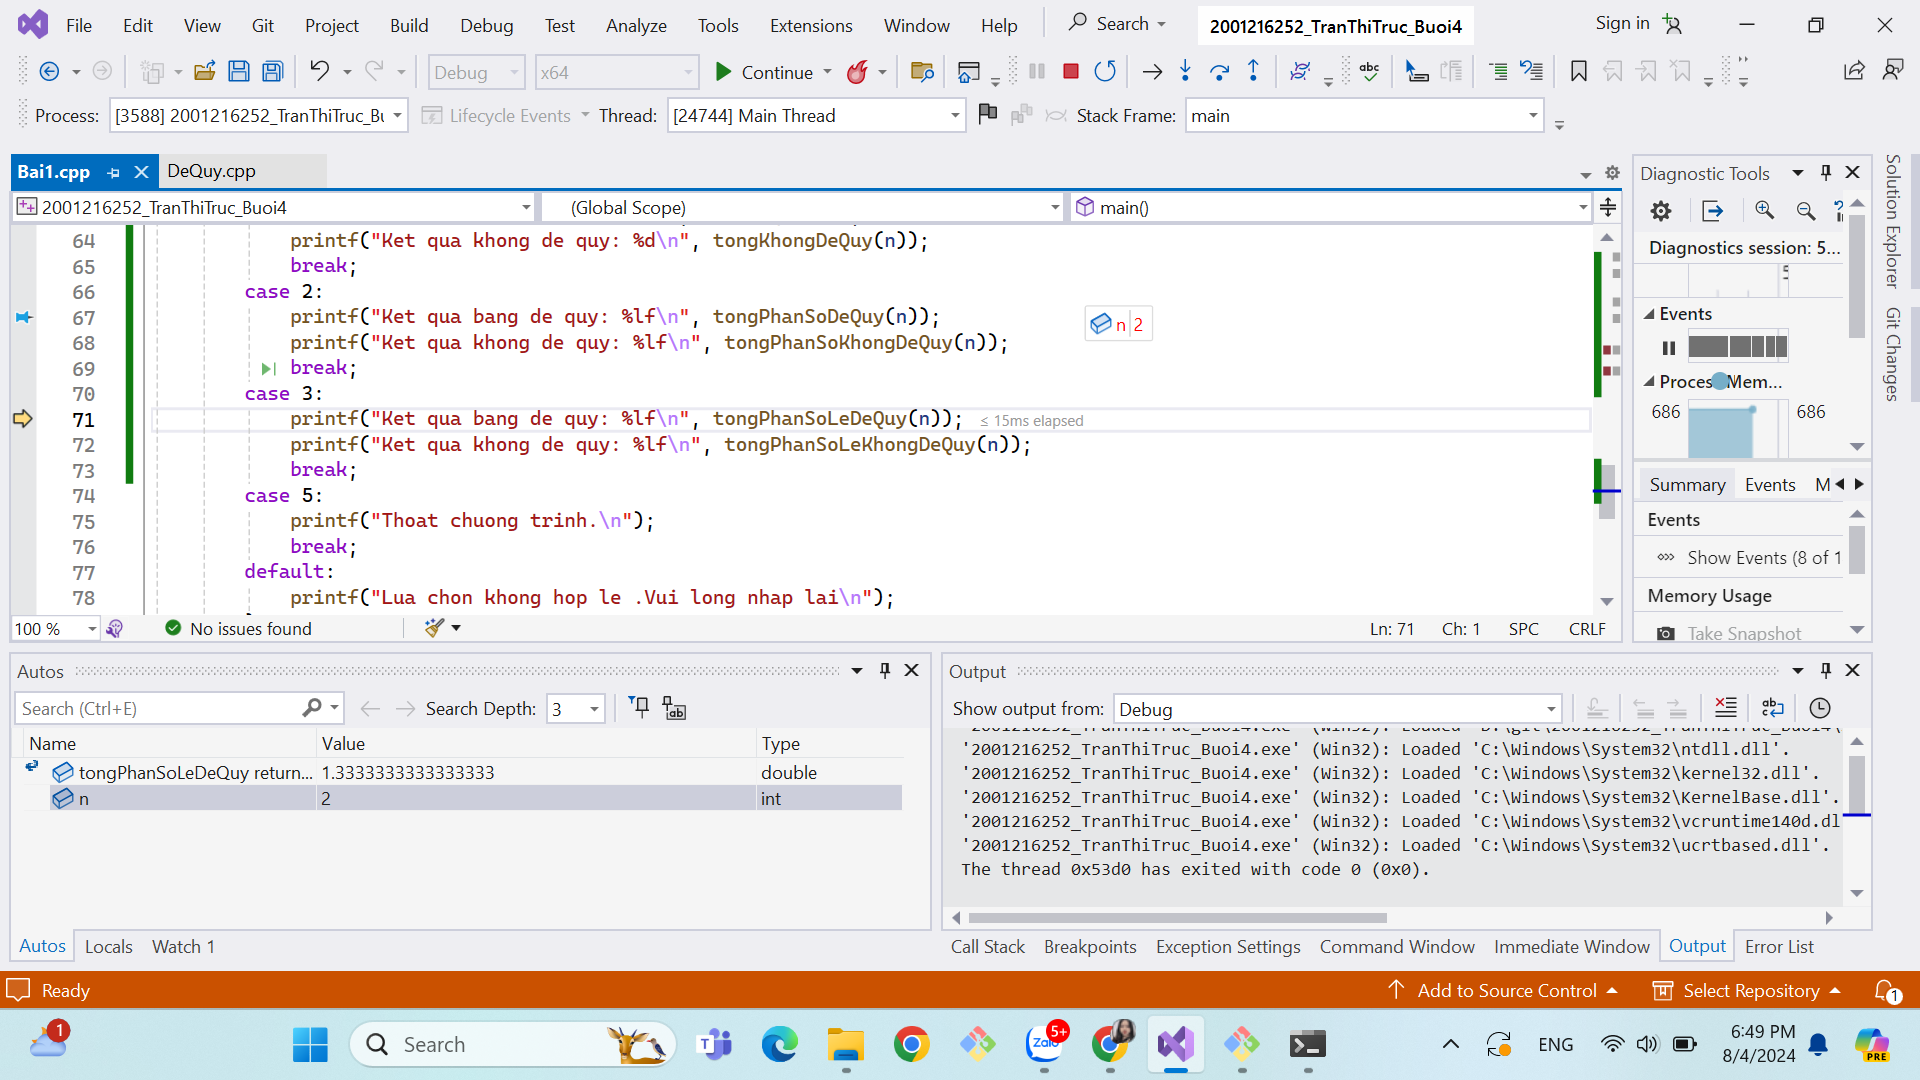 File Edit View Git Project Build Debug Test Analyze Tools Extensions Window Help Search 2001216252_TranThiTruc_Buoi4 Sign in
Debug x64 Continue
Process: [3588] 2001216252_TranThiTruc_Bu Lifecycle Events Thread: [24744] Main Thread Stack Frame: main
Bai1.cpp DeQuy.cpp
2001216252_TranThiTruc_Buoi4 (Global Scope) main()
64 printf("Ket qua khong de quy: %d\n", tongKhongDeQuy(n));
65 break;
66 case 2:
67 printf("Ket qua bang de quy: %lf\n", tongPhanSoDeQuy(n));
n 2
68 printf("Ket qua khong de quy: %lf\n", tongPhanSoKhongDeQuy(n));
69 break;
70 case 3:
71 printf("Ket qua bang de quy: %lf\n", tongPhanSoLeDeQuy(n)); ≤ 15ms elapsed
72 printf("Ket qua khong de quy: %lf\n", tongPhanSoLeKhongDeQuy(n));
73 break;
74 case 5:
75 printf("Thoat chuong trinh.\n");
76 break;
77 default:
78 printf("Lua chon khong hop le .Vui long nhap lai\n");
100 % No issues found Ln: 71 Ch: 1 SPC CRLF
Diagnostic Tools
Diagnostics session: 5...
Events
Process Mem...
686 686
Summary Events M
Events
Show Events (8 of 1
Memory Usage
Take Snapshot
Solution Explorer
Git Changes
Autos
Search (Ctrl+E) Search Depth: 3
Name Value Type
tongPhanSoLeDeQuy return... 1.3333333333333333 double
n 2 int
Autos Locals Watch 1
Output
Show output from: Debug
'2001216252_TranThiTruc_Buoi4.exe' (Win32): Loaded 'D:\git\2001216252_TranThiTruc_Buoi4\
'2001216252_TranThiTruc_Buoi4.exe' (Win32): Loaded 'C:\Windows\System32\ntdll.dll'.
'2001216252_TranThiTruc_Buoi4.exe' (Win32): Loaded 'C:\Windows\System32\kernel32.dll'.
'2001216252_TranThiTruc_Buoi4.exe' (Win32): Loaded 'C:\Windows\System32\KernelBase.dll'.
'2001216252_TranThiTruc_Buoi4.exe' (Win32): Loaded 'C:\Windows\System32\vcruntime140d.dl
'2001216252_TranThiTruc_Buoi4.exe' (Win32): Loaded 'C:\Windows\System32\ucrtbased.dll'.
The thread 0x53d0 has exited with code 0 (0x0).
Call Stack Breakpoints Exception Settings Command Window Immediate Window Output Error List
Ready Add to Source Control Select Repository 1
1 Search 5+ Zalo ENG 6:49 PM
8/4/2024 PRE